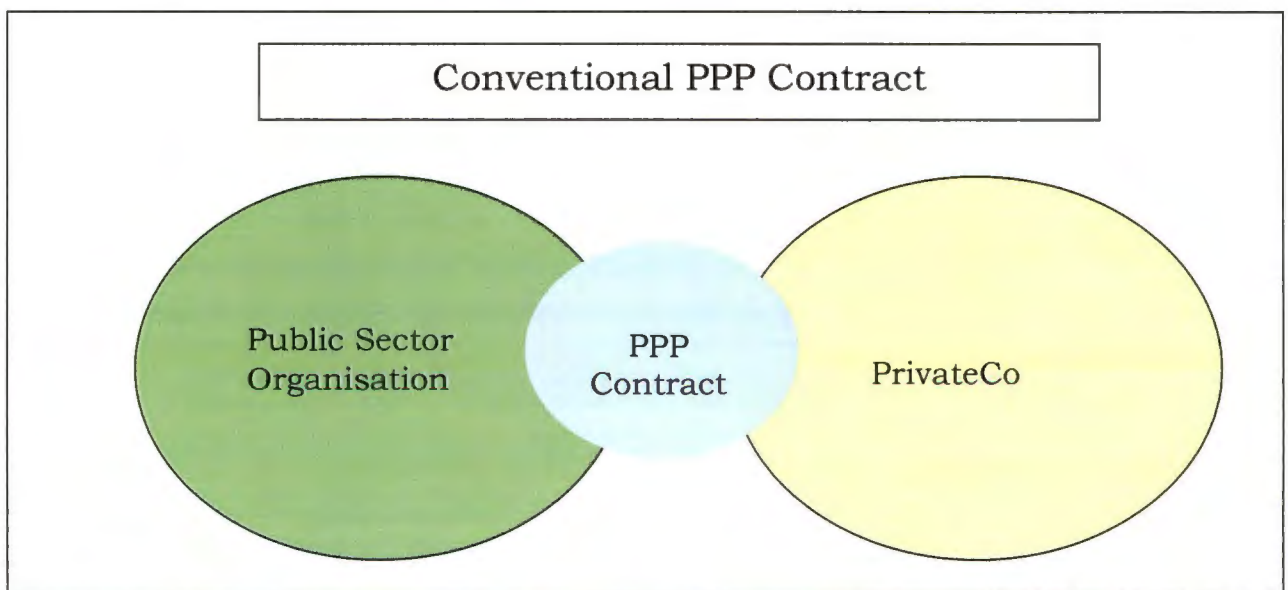 Conventional PPP Contract
Public Sector
Organisation
PPP
Contract
PrivateCo